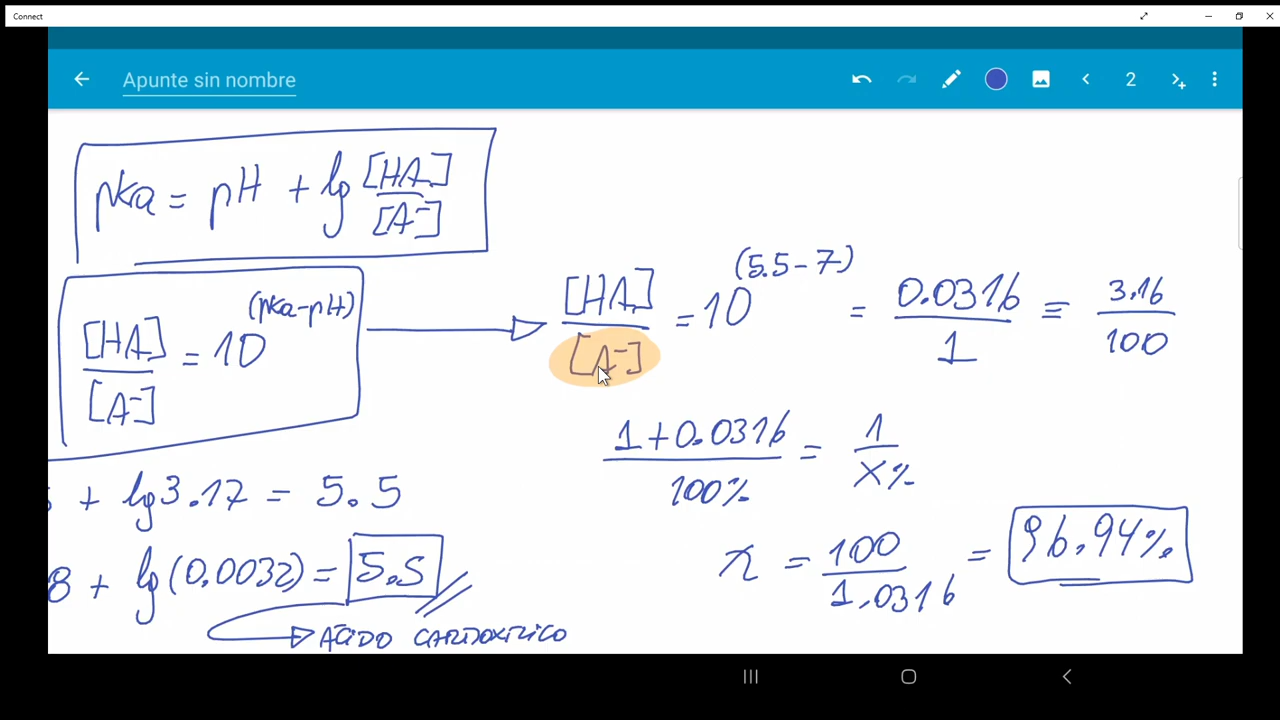 Connect
Apunte sin nombre
2
pka = pH + lg [HA] / [A⁻]
[HA] / [A⁻] = 10^(pka-pH)
[HA] / [A⁻] = 10^(5.5-7) = 0.0316 / 1 = 3.16 / 100
1+0.0316 / 100% = 1 / x%
+ lg 3.17 = 5.5
x = 100 / 1.0316 = 96.94%
8 + lg (0.0032) = 5.5
ÁCIDO CARBOXÍLICO